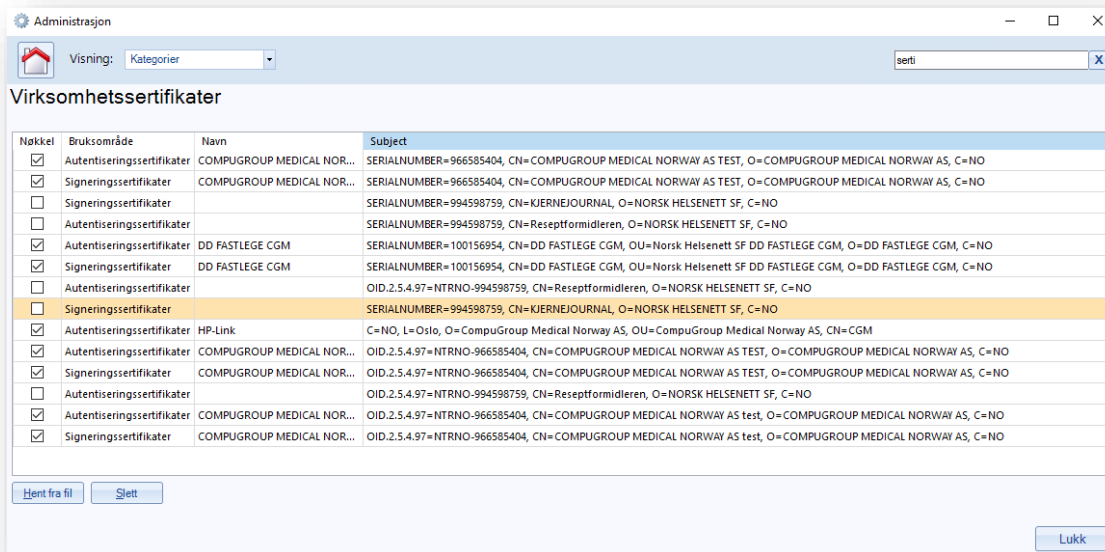 Administrasjon
Visning: Kategorier serti X
Virksomhetssertifikater
Nøkkel Bruksområde Navn Subject
Autentiseringssertifikater COMPUGROUP MEDICAL NOR... SERIALNUMBER=966585404, CN=COMPUGROUP MEDICAL NORWAY AS TEST, O=COMPUGROUP MEDICAL NORWAY AS, C=NO
Signeringssertifikater COMPUGROUP MEDICAL NOR... SERIALNUMBER=966585404, CN=COMPUGROUP MEDICAL NORWAY AS TEST, O=COMPUGROUP MEDICAL NORWAY AS, C=NO
Signeringssertifikater SERIALNUMBER=994598759, CN=KJERNEJOURNAL, O=NORSK HELSENETT SF, C=NO
Autentiseringssertifikater SERIALNUMBER=994598759, CN=Reseptformidleren, O=NORSK HELSENETT SF, C=NO
Autentiseringssertifikater DD FASTLEGE CGM SERIALNUMBER=100156954, CN=DD FASTLEGE CGM, OU=Norsk Helsenett SF DD FASTLEGE CGM, O=DD FASTLEGE CGM, C=NO
Signeringssertifikater DD FASTLEGE CGM SERIALNUMBER=100156954, CN=DD FASTLEGE CGM, OU=Norsk Helsenett SF DD FASTLEGE CGM, O=DD FASTLEGE CGM, C=NO
Autentiseringssertifikater OID.2.5.4.97=NTRNO-994598759, CN=Reseptformidleren, O=NORSK HELSENETT SF, C=NO
Signeringssertifikater SERIALNUMBER=994598759, CN=KJERNEJOURNAL, O=NORSK HELSENETT SF, C=NO
Autentiseringssertifikater HP-Link C=NO, L=Oslo, O=CompuGroup Medical Norway AS, OU=CompuGroup Medical Norway AS, CN=CGM
Autentiseringssertifikater COMPUGROUP MEDICAL NOR... OID.2.5.4.97=NTRNO-966585404, CN=COMPUGROUP MEDICAL NORWAY AS TEST, O=COMPUGROUP MEDICAL NORWAY AS, C=NO
Signeringssertifikater COMPUGROUP MEDICAL NOR... OID.2.5.4.97=NTRNO-966585404, CN=COMPUGROUP MEDICAL NORWAY AS TEST, O=COMPUGROUP MEDICAL NORWAY AS, C=NO
Autentiseringssertifikater OID.2.5.4.97=NTRNO-994598759, CN=Reseptformidleren, O=NORSK HELSENETT SF, C=NO
Autentiseringssertifikater COMPUGROUP MEDICAL NOR... OID.2.5.4.97=NTRNO-966585404, CN=COMPUGROUP MEDICAL NORWAY AS test, O=COMPUGROUP MEDICAL NORWAY AS, C=NO
Signeringssertifikater COMPUGROUP MEDICAL NOR... OID.2.5.4.97=NTRNO-966585404, CN=COMPUGROUP MEDICAL NORWAY AS test, O=COMPUGROUP MEDICAL NORWAY AS, C=NO
Hent fra fil Slett
Lukk